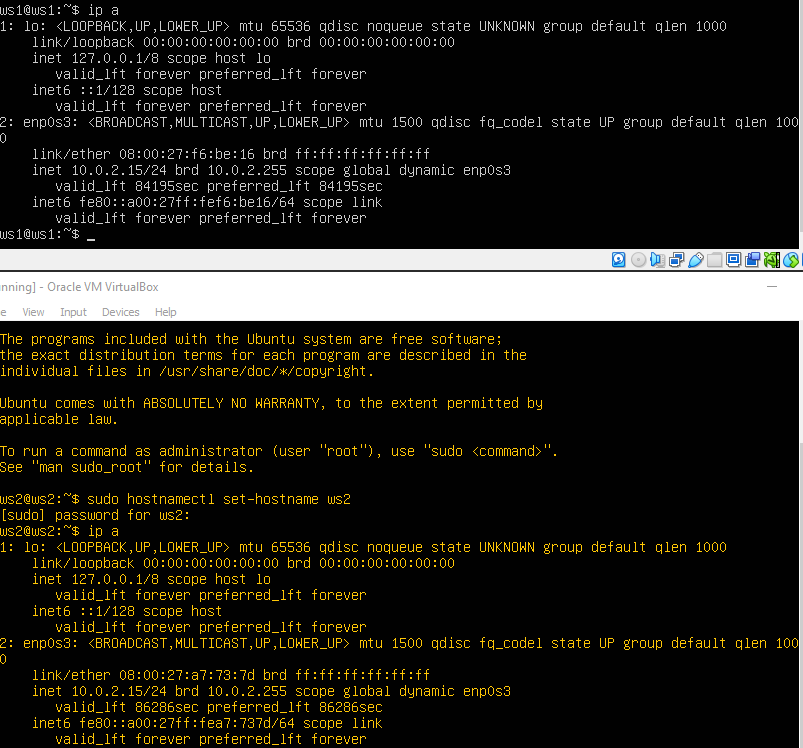 ws1@ws1:~$ ip a
1: lo: <LOOPBACK,UP,LOWER_UP> mtu 65536 qdisc noqueue state UNKNOWN group default qlen 1000
link/loopback 00:00:00:00:00:00 brd 00:00:00:00:00:00
inet 127.0.0.1/8 scope host lo
valid_lft forever preferred_lft forever
inet6 ::1/128 scope host
valid_lft forever preferred_lft forever
2: enp0s3: <BROADCAST,MULTICAST,UP,LOWER_UP> mtu 1500 qdisc fq_codel state UP group default qlen 100
0
link/ether 08:00:27:f6:be:16 brd ff:ff:ff:ff:ff:ff
inet 10.0.2.15/24 brd 10.0.2.255 scope global dynamic enp0s3
valid_lft 84195sec preferred_lft 84195sec
inet6 fe80::a00:27ff:fef6:be16/64 scope link
valid_lft forever preferred_lft forever
ws1@ws1:~$ _
nning] - Oracle VM VirtualBox
e View Input Devices Help
The programs included with the Ubuntu system are free software;
the exact distribution terms for each program are described in the
individual files in /usr/share/doc/*/copyright.
Ubuntu comes with ABSOLUTELY NO WARRANTY, to the extent permitted by
applicable law.
To run a command as administrator (user "root"), use "sudo <command>".
See "man sudo_root" for details.
ws2@ws2:~$ sudo hostnamectl set-hostname ws2
[sudo] password for ws2:
ws2@ws2:~$ ip a
1: lo: <LOOPBACK,UP,LOWER_UP> mtu 65536 qdisc noqueue state UNKNOWN group default qlen 1000
link/loopback 00:00:00:00:00:00 brd 00:00:00:00:00:00
inet 127.0.0.1/8 scope host lo
valid_lft forever preferred_lft forever
inet6 ::1/128 scope host
valid_lft forever preferred_lft forever
2: enp0s3: <BROADCAST,MULTICAST,UP,LOWER_UP> mtu 1500 qdisc fq_codel state UP group default qlen 100
0
link/ether 08:00:27:a7:73:7d brd ff:ff:ff:ff:ff:ff
inet 10.0.2.15/24 brd 10.0.2.255 scope global dynamic enp0s3
valid_lft 86286sec preferred_lft 86286sec
inet6 fe80::a00:27ff:fea7:737d/64 scope link
valid_lft forever preferred_lft forever